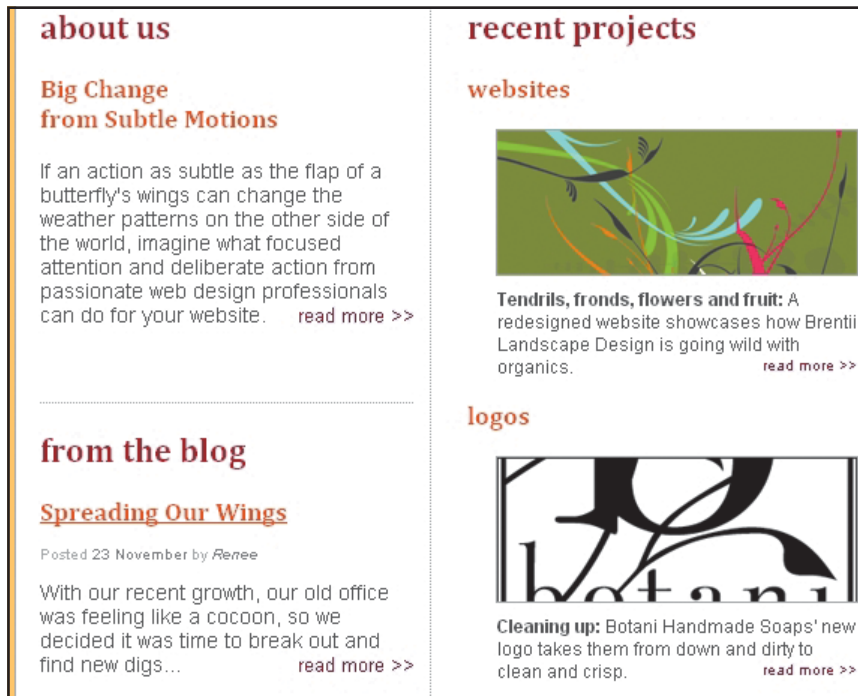 about us
Big Change
from Subtle Motions
If an action as subtle as the flap of a
butterfly's wings can change the
weather patterns on the other side of
the world, imagine what focused
attention and deliberate action from
passionate web design professionals
can do for your website. read more >>
from the blog
Spreading Our Wings
Posted 23 November by Renee
With our recent growth, our old office
was feeling like a cocoon, so we
decided it was time to break out and
find new digs... read more >>
recent projects
websites
Tendrils, fronds, flowers and fruit: A
redesigned website showcases how Brentii
Landscape Design is going wild with
organics. read more >>
logos
botani
Cleaning up: Botani Handmade Soaps' new
logo takes them from down and dirty to
clean and crisp. read more >>